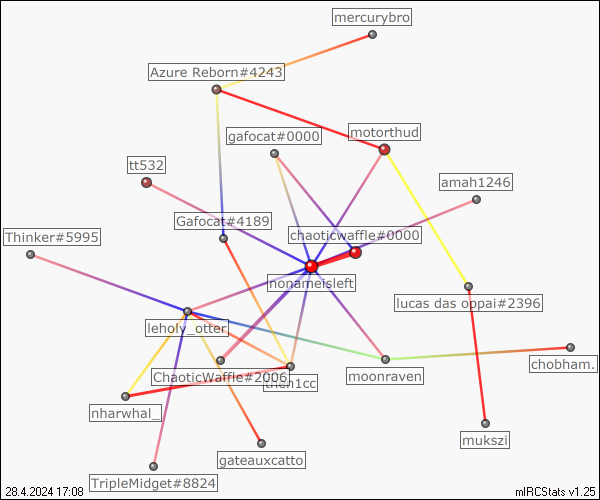 mercurybro
Azure Reborn#4243
gafocat#0000
motorthud
tt532
amah1246
Gafocat#4189
chaoticwaffle#0000
Thinker#5995
nonameisleft
lucas das oppai#2396
leholy_otter
chobham.
ChaoticWaffle#2006
moonraven
nharwhal_
mukszi
gateauxcatto
TripleMidget#8824
28.4.2024 17:08
mIRCStats v1.25